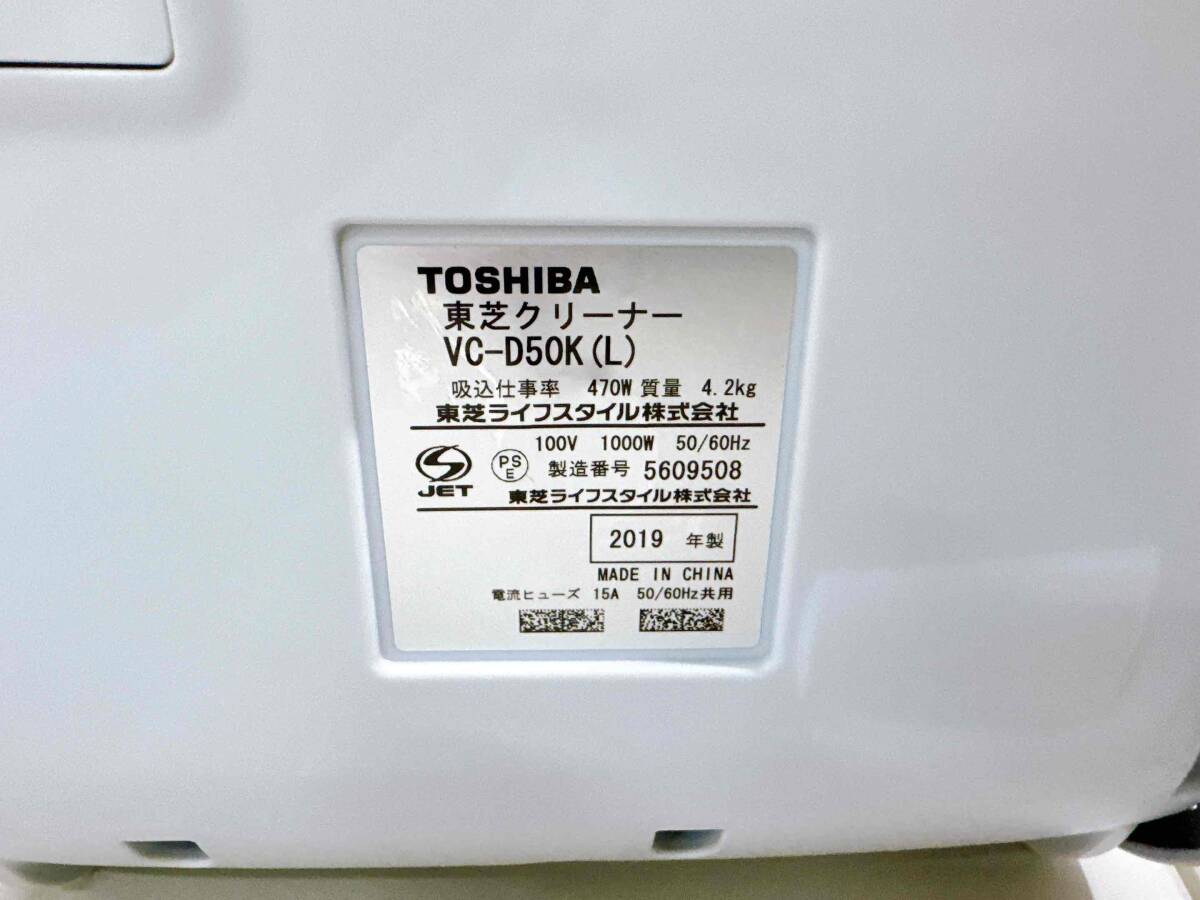 TOSHIBA
東芝クリーナー
VC-D50K(L)
吸込仕事率 470W 質量 4.2kg
東芝ライフスタイル株式会社
100V 1000W 50/60Hz
JET PSE 製造番号 5609508
東芝ライフスタイル株式会社
2019 年製
MADE IN CHINA
電流ヒューズ 15A 50/60Hz共用